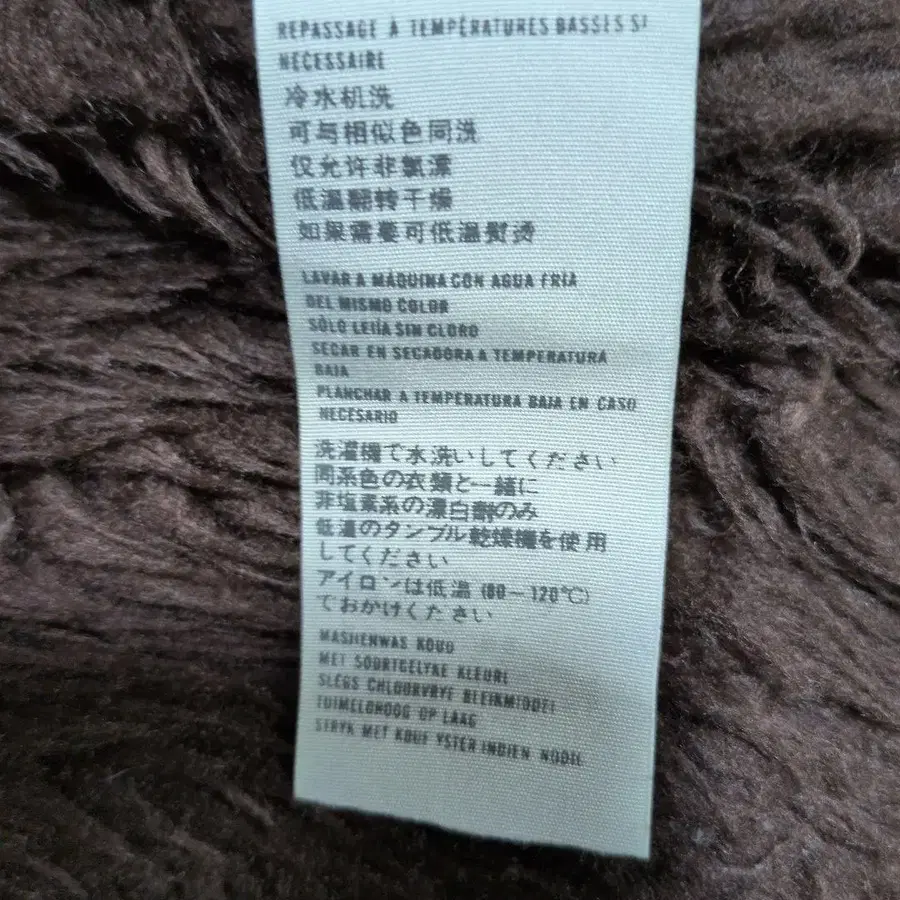 REPASSAGE À TEMPÉRATURES BASSES SI
NECESSAIRE
冷水机洗
可与相似色同洗
仅允许非氯漂
低温翻转干燥
如果需要可低温熨烫
LAVAR A MÁQUINA CON AGUA FRÍA
DEL MISMO COLOR
SÓLO LEJÍA SIN CLORO
SECAR EN SECADORA A TEMPERATURA
BAJA
PLANCHAR A TEMPERATURA BAJA EN CASO
NECESARIO
洗濯機で水洗いしてください
同系色の衣類と一緒に
非塩素系の漂白剤のみ
低温のタンブル乾燥機を使用
してください
アイロンは低温 (80－120℃)
でおかけください
MASJIENWAS KOUD
MET SOORTGELYKE KLEURE
SLEGS CHLOORVRYE BLEIKMIDDEL
TUIMELDROOG OP LAAG
STRYK MET KOUE YSTER INDIEN NODIG